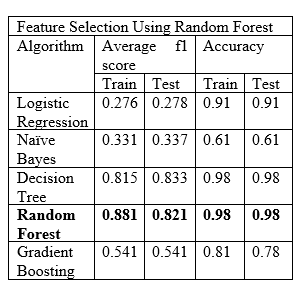 Feature Selection Using Random Forest
Algorithm Average f1 score Accuracy
Train Test Train Test
Logistic Regression 0.276 0.278 0.91 0.91
Naïve Bayes 0.331 0.337 0.61 0.61
Decision Tree 0.815 0.833 0.98 0.98
Random Forest 0.881 0.821 0.98 0.98
Gradient Boosting 0.541 0.541 0.81 0.78